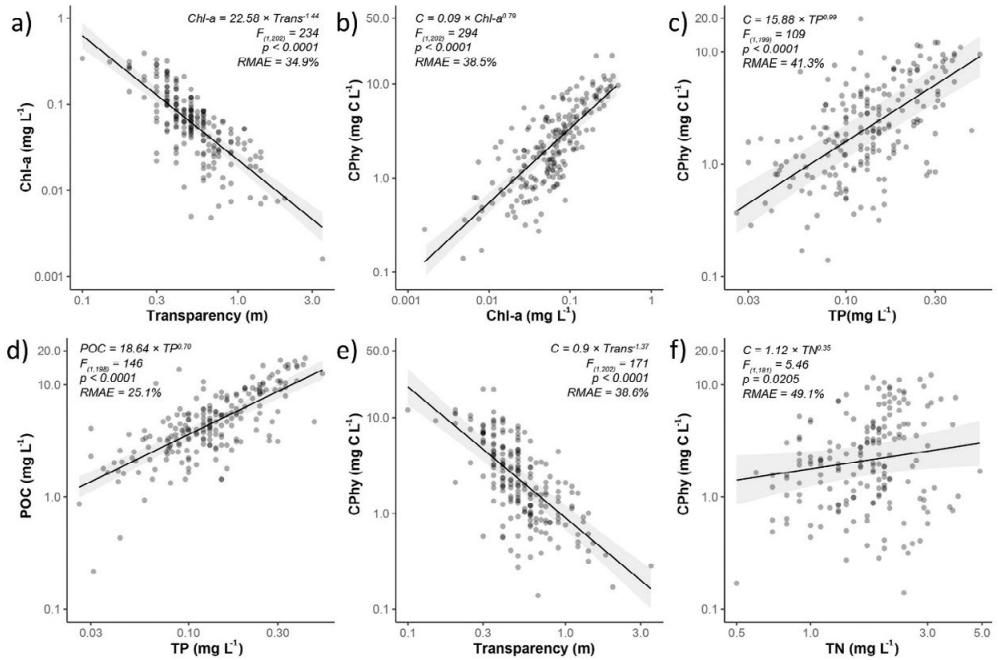 a)
Chl-a = 22.58 × Trans-1.44
F(1,202) = 234
p < 0.0001
RMAE = 34.9%
1
0.1
0.01
0.001
Chl-a (mg L-1)
0.1 0.3 1.0 3.0
Transparency (m)
b)
C = 0.09 × Chl-a0.79
F(1,202) = 294
p < 0.0001
RMAE = 38.5%
50.0
10.0
1.0
0.1
CPhy (mg C L-1)
0.001 0.01 0.1 1
Chl-a (mg L-1)
c)
C = 15.88 × TP0.99
F(1,199) = 109
p < 0.0001
RMAE = 41.3%
20.0
10.0
1.0
0.1
CPhy (mg C L-1)
0.03 0.10 0.30
TP(mg L-1)
d)
POC = 18.64 × TP0.70
F(1,198) = 146
p < 0.0001
RMAE = 25.1%
20.0
10.0
1.0
0.1
POC (mg L-1)
0.03 0.10 0.30
TP (mg L-1)
e)
C = 0.9 × Trans-1.37
F(1,202) = 171
p < 0.0001
RMAE = 38.6%
50.0
10.0
1.0
0.1
CPhy (mg C L-1)
0.1 0.3 1.0 3.0
Transparency (m)
f)
C = 1.12 × TN0.35
F(1,181) = 5.46
p = 0.0205
RMAE = 49.1%
20.0
10.0
1.0
0.1
CPhy (mg C L-1)
0.5 1.0 3.0 5.0
TN (mg L-1)